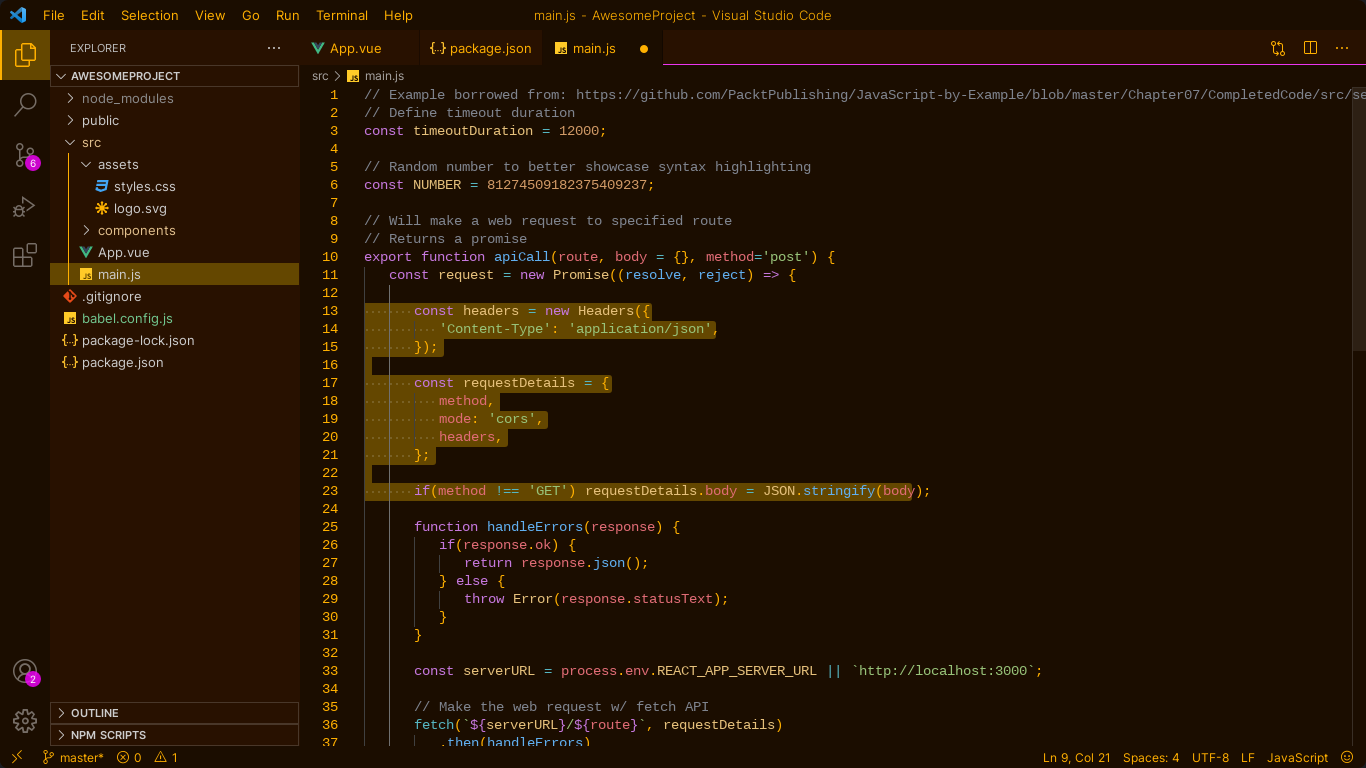 File Edit Selection View Go Run Terminal Help
main.js - AwesomeProject - Visual Studio Code
EXPLORER
App.vue
package.json
main.js
AWESOMEPROJECT
node_modules
public
src
assets
styles.css
logo.svg
components
App.vue
main.js
.gitignore
babel.config.js
package-lock.json
package.json
OUTLINE
NPM SCRIPTS
6
2
src > main.js
1 // Example borrowed from: https://github.com/PacktPublishing/JavaScript-by-Example/blob/master/Chapter07/CompletedCode/src/se
2 // Define timeout duration
3 const timeoutDuration = 12000;
4
5 // Random number to better showcase syntax highlighting
6 const NUMBER = 81274509182375409237;
7
8 // Will make a web request to specified route
9 // Returns a promise
10 export function apiCall(route, body = {}, method='post') {
11 const request = new Promise((resolve, reject) => {
12
13 const headers = new Headers({
14 'Content-Type': 'application/json',
15 });
16
17 const requestDetails = {
18 method,
19 mode: 'cors',
20 headers,
21 };
22
23 if(method !== 'GET') requestDetails.body = JSON.stringify(body);
24
25 function handleErrors(response) {
26 if(response.ok) {
27 return response.json();
28 } else {
29 throw Error(response.statusText);
30 }
31 }
32
33 const serverURL = process.env.REACT_APP_SERVER_URL || `http://localhost:3000`;
34
35 // Make the web request w/ fetch API
36 fetch(`${serverURL}/${route}`, requestDetails)
37 .then(handleErrors)
master* 0 1
Ln 9, Col 21 Spaces: 4 UTF-8 LF JavaScript